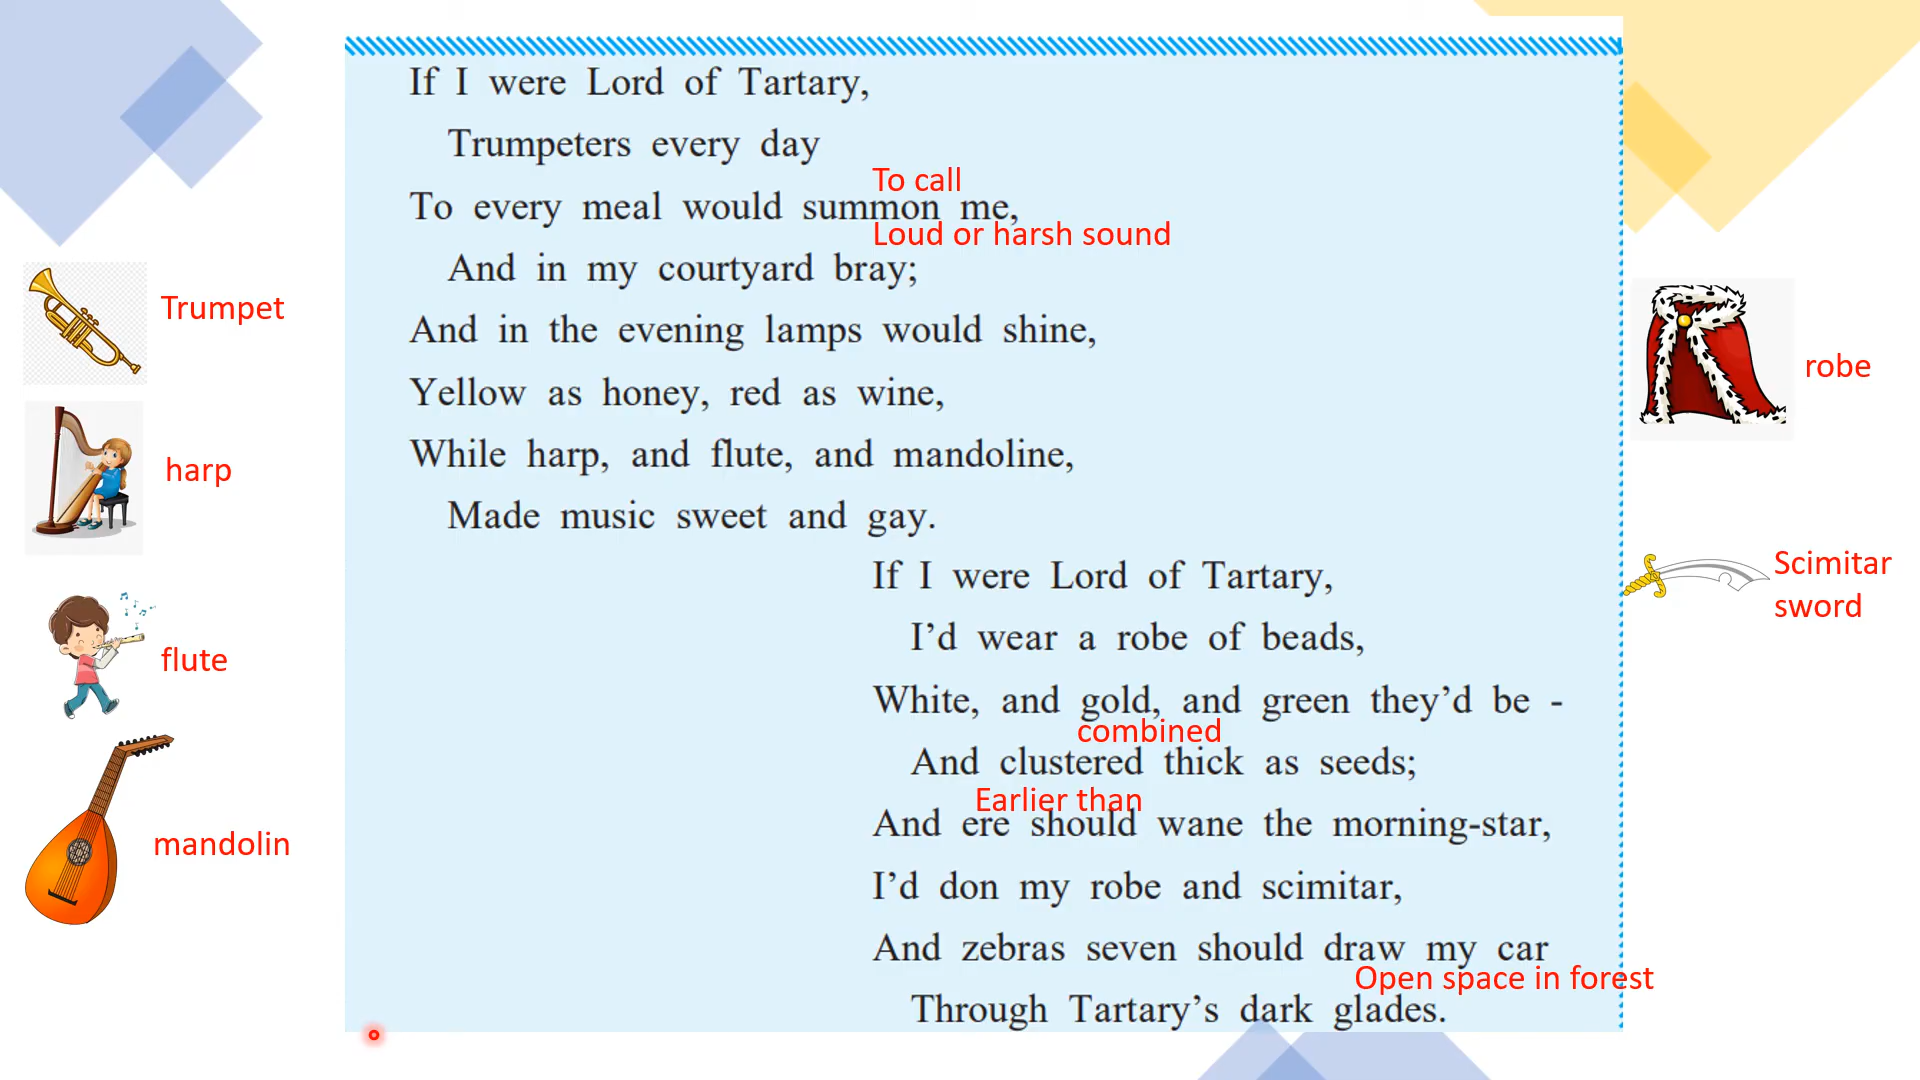 If I were Lord of Tartary,
Trumpeters every day
To call
To every meal would summon me,
Loud or harsh sound
And in my courtyard bray;
And in the evening lamps would shine,
Yellow as honey, red as wine,
While harp, and flute, and mandoline,
Made music sweet and gay.
If I were Lord of Tartary,
I'd wear a robe of beads,
White, and gold, and green they'd be -
combined
And clustered thick as seeds;
Earlier than
And ere should wane the morning-star,
I'd don my robe and scimitar,
And zebras seven should draw my car
Open space in forest
Through Tartary's dark glades.
Trumpet
harp
flute
mandolin
robe
Scimitar
sword